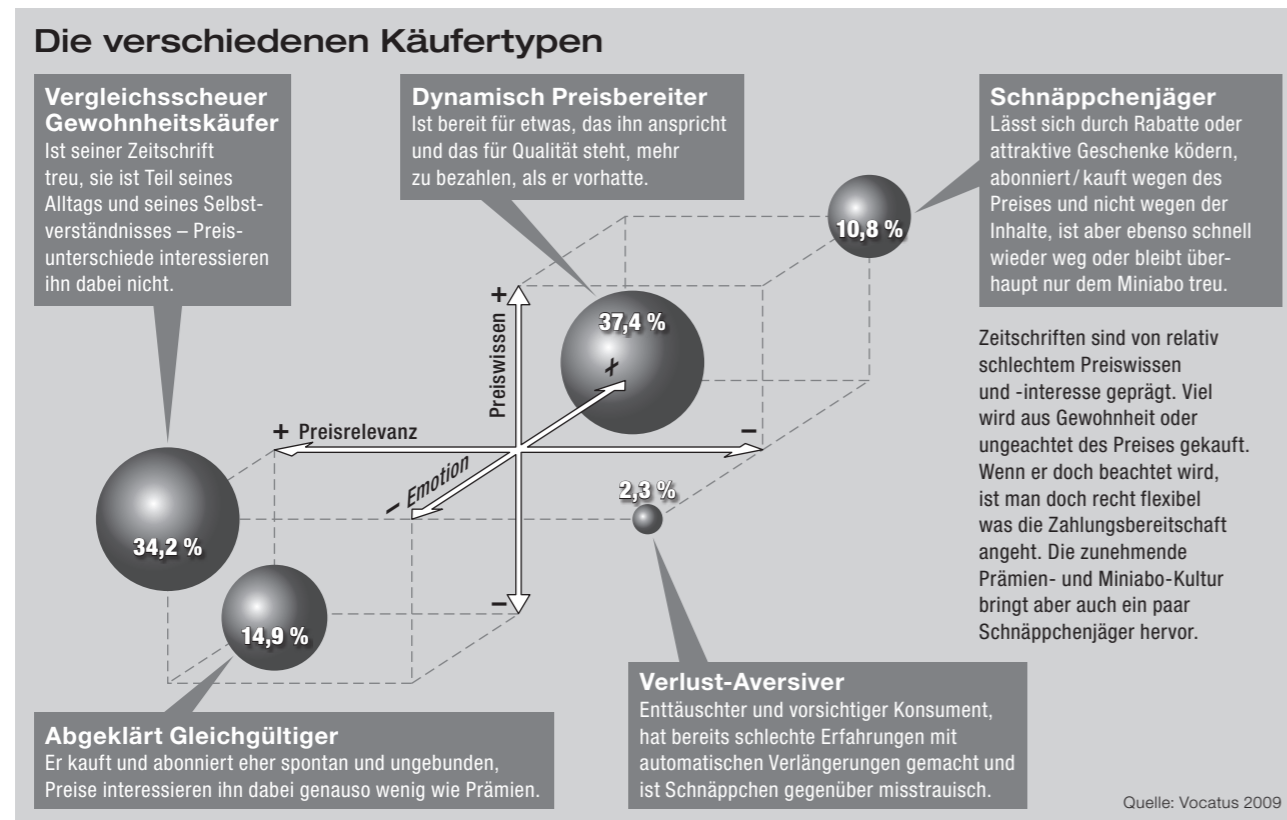 Die verschiedenen Käufertypen
Vergleichsscheuer
Gewohnheitskäufer
Ist seiner Zeitschrift
treu, sie ist Teil seines
Alltags und seines Selbst-
verständnisses – Preis-
unterschiede interessieren
ihn dabei nicht.
Dynamisch Preisbereiter
Ist bereit für etwas, das ihn anspricht
und das für Qualität steht, mehr
zu bezahlen, als er vorhatte.
Schnäppchenjäger
Lässt sich durch Rabatte oder
attraktive Geschenke ködern,
abonniert / kauft wegen des
Preises und nicht wegen der
Inhalte, ist aber ebenso schnell
wieder weg oder bleibt über-
haupt nur dem Miniabo treu.
10,8 %
+
Preiswissen
–
37,4 %
+
+ Preisrelevanz
–
– Emotion
2,3 %
34,2 %
14,9 %
Zeitschriften sind von relativ
schlechtem Preiswissen
und -interesse geprägt. Viel
wird aus Gewohnheit oder
ungeachtet des Preises gekauft.
Wenn er doch beachtet wird,
ist man doch recht flexibel
was die Zahlungsbereitschaft
angeht. Die zunehmende
Prämien- und Miniabo-Kultur
bringt aber auch ein paar
Schnäppchenjäger hervor.
Abgeklärt Gleichgültiger
Er kauft und abonniert eher spontan und ungebunden,
Preise interessieren ihn dabei genauso wenig wie Prämien.
Verlust-Aversiver
Enttäuschter und vorsichtiger Konsument,
hat bereits schlechte Erfahrungen mit
automatischen Verlängerungen gemacht und
ist Schnäppchen gegenüber misstrauisch.
Quelle: Vocatus 2009